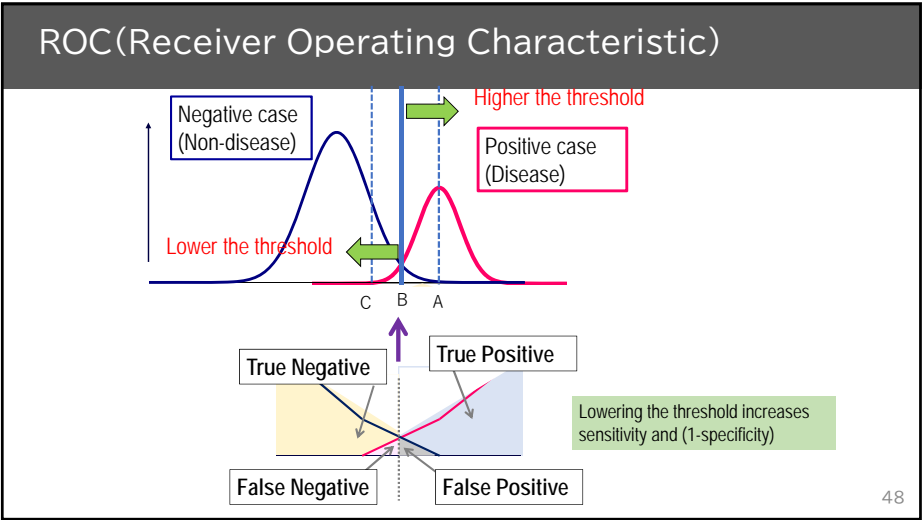 ROC(Receiver Operating Characteristic)
Higher the threshold
Negative case
(Non-disease)
Positive case
(Disease)
Lower the threshold
C B A
True Negative
True Positive
Lowering the threshold increases
sensitivity and (1-specificity)
False Negative
False Positive
48